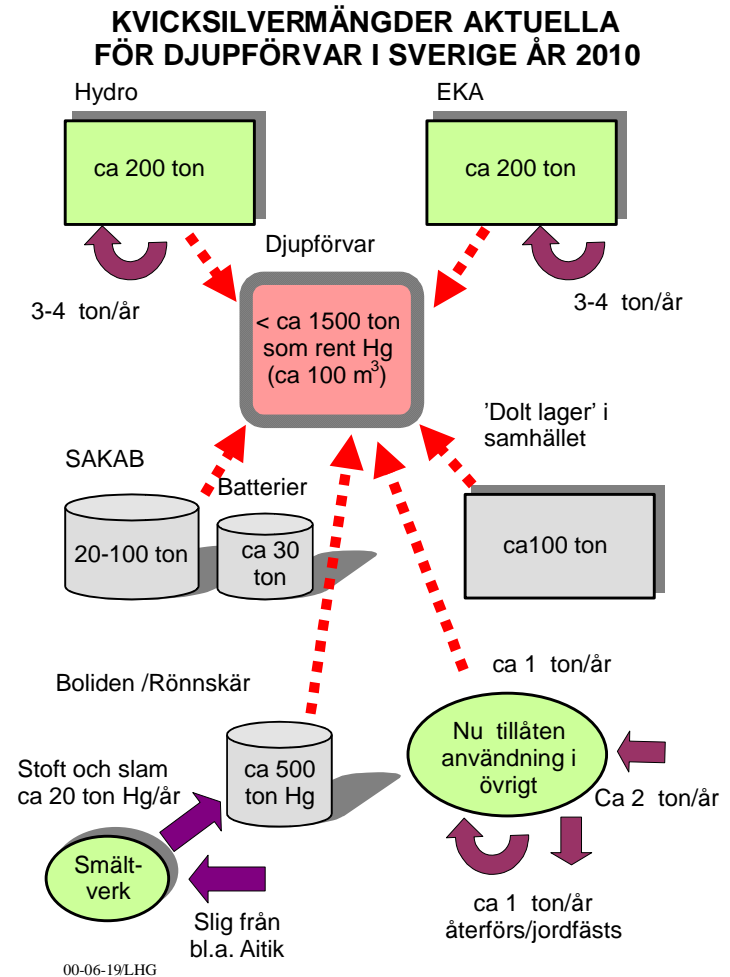 KVICKSILVERMÄNGDER AKTUELLA
FÖR DJUPFÖRVAR I SVERIGE ÅR 2010
Hydro
EKA
ca 200 ton
ca 200 ton
Djupförvar
3-4 ton/år
3-4 ton/år
< ca 1500 ton
som rent Hg
(ca 100 m³)
'Dolt lager' i
samhället
SAKAB
Batterier
20-100 ton
ca 30
ton
ca100 ton
ca 1 ton/år
Boliden /Rönnskär
Nu tillåten
användning i
övrigt
Stoft och slam
ca 20 ton Hg/år
ca 500
ton Hg
Ca 2 ton/år
Smält-
verk
Slig från
bl.a. Aitik
ca 1 ton/år
återförs/jordfästs
00-06-19/LHG